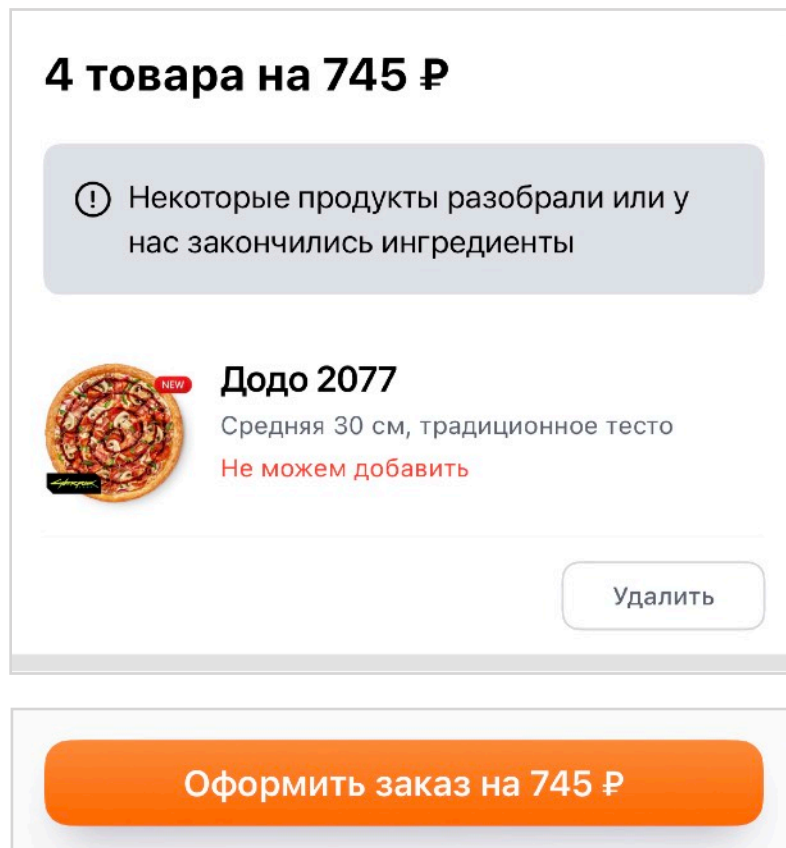 4 товара на 745 ₽
Некоторые продукты разобрали или у
нас закончились ингредиенты
NEW
Додо 2077
Средняя 30 см, традиционное тесто
Не можем добавить
Удалить
Оформить заказ на 745 ₽